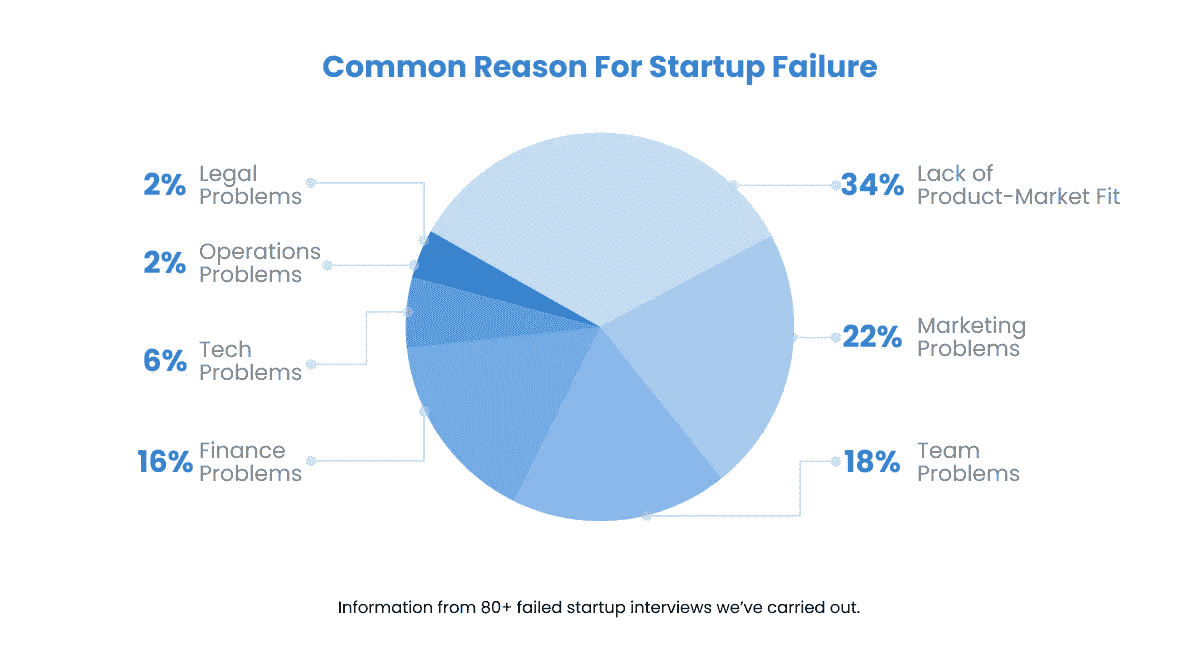 Common Reason For Startup Failure
2%
Legal
Problems
2%
Operations
Problems
6%
Tech
Problems
16%
Finance
Problems
34%
Lack of
Product-Market Fit
22%
Marketing
Problems
18%
Team
Problems
Information from 80+ failed startup interviews we’ve carried out.